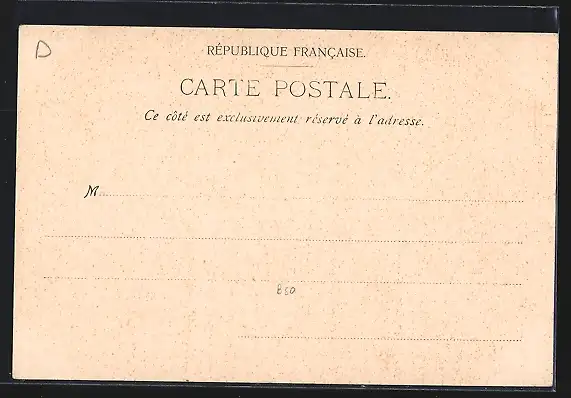 D
RÉPUBLIQUE FRANÇAISE.
CARTE POSTALE.
Ce côté est exclusivement réservé à l'adresse.
M
850